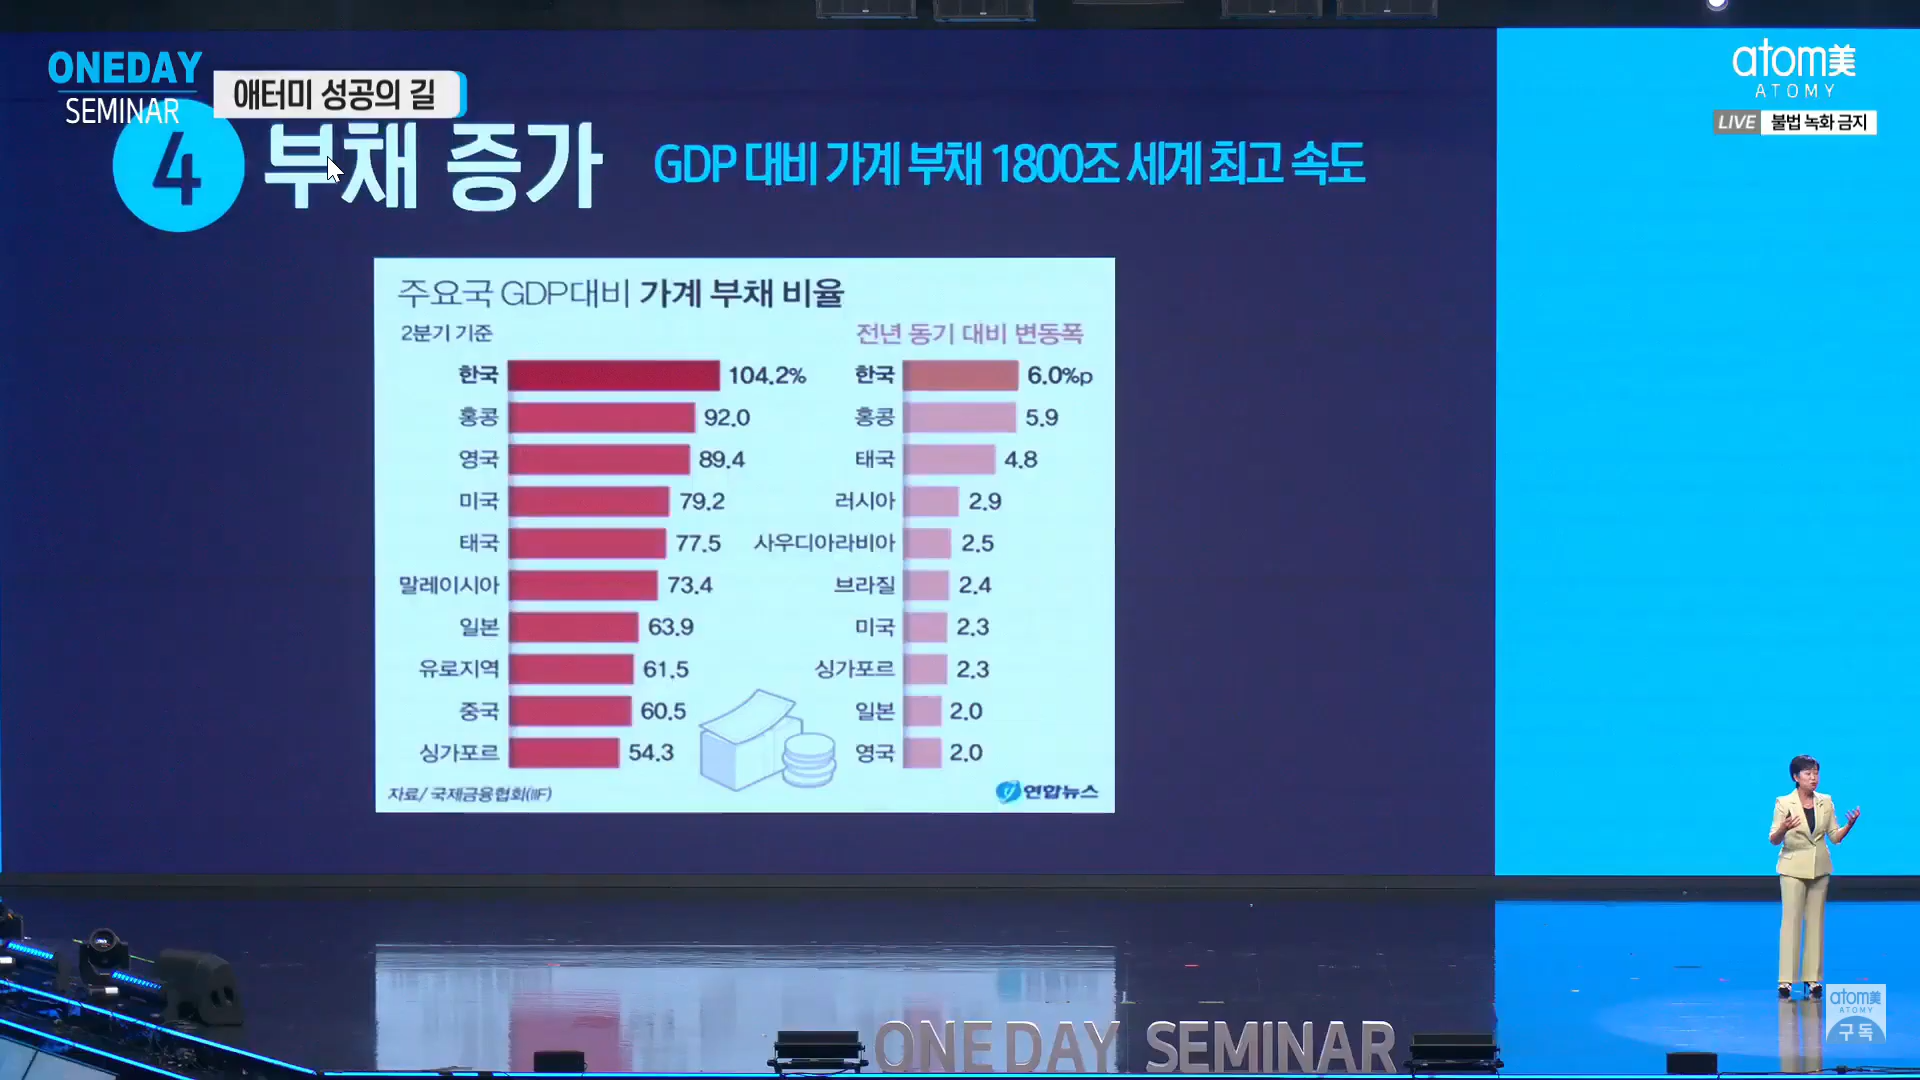 ONEDAY
SEMINAR
애터미 성공의 길
atom美
ATOMY
LIVE 불법 녹화 금지
4 부채 증가 GDP 대비 가계 부채 1800조 세계 최고 속도
주요국 GDP대비 가계 부채 비율
2분기 기준
한국 104.2%
홍콩 92.0
영국 89.4
미국 79.2
태국 77.5
말레이시아 73.4
일본 63.9
유로지역 61.5
중국 60.5
싱가포르 54.3
전년 동기 대비 변동폭
한국 6.0%p
홍콩 5.9
태국 4.8
러시아 2.9
사우디아라비아 2.5
브라질 2.4
미국 2.3
싱가포르 2.3
일본 2.0
영국 2.0
자료/ 국제금융협회(IIF)
연합뉴스
ONE DAY SEMINAR
atom美
ATOMY
구독